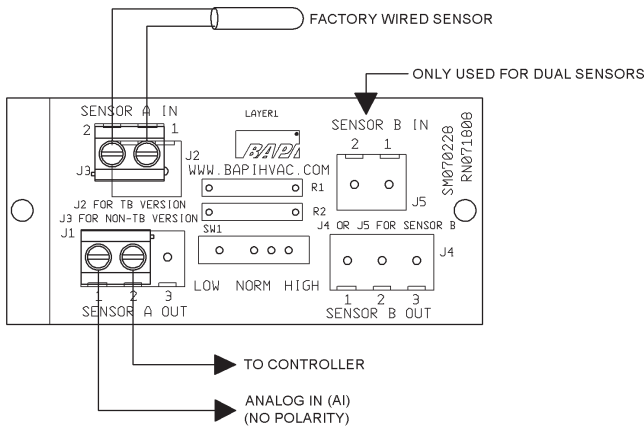 FACTORY WIRED SENSOR
ONLY USED FOR DUAL SENSORS
SENSOR A IN
2 1
LAYER1
BAPI
WWW.BAPIHVAC.COM
SENSOR B IN
2 1
SM070228
RN071808
J3
J2
J5
R1
R2
J2 FOR TB VERSION
J3 FOR NON-TB VERSION
J1
SW1
J4 OR J5 FOR SENSOR B
J4
LOW NORM HIGH
1 2 3
SENSOR A OUT
1 2 3
SENSOR B OUT
TO CONTROLLER
ANALOG IN (AI)
(NO POLARITY)